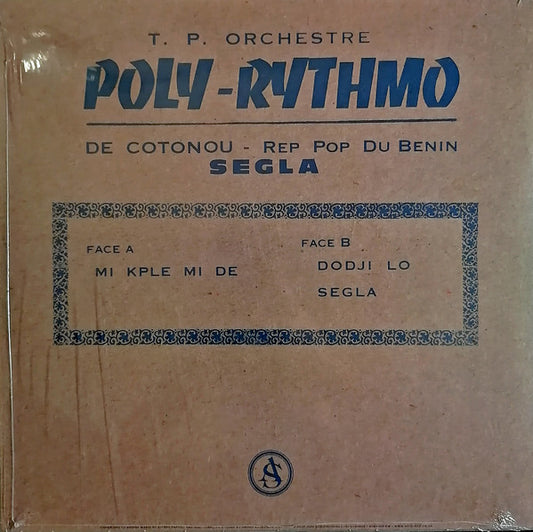 T. P. ORCHESTRE
POLY-RYTHMO
DE COTONOU - REP POP DU BENIN
SEGLA
FACE A
MI KPLE MI DE
FACE B
DODJI LO
SEGLA